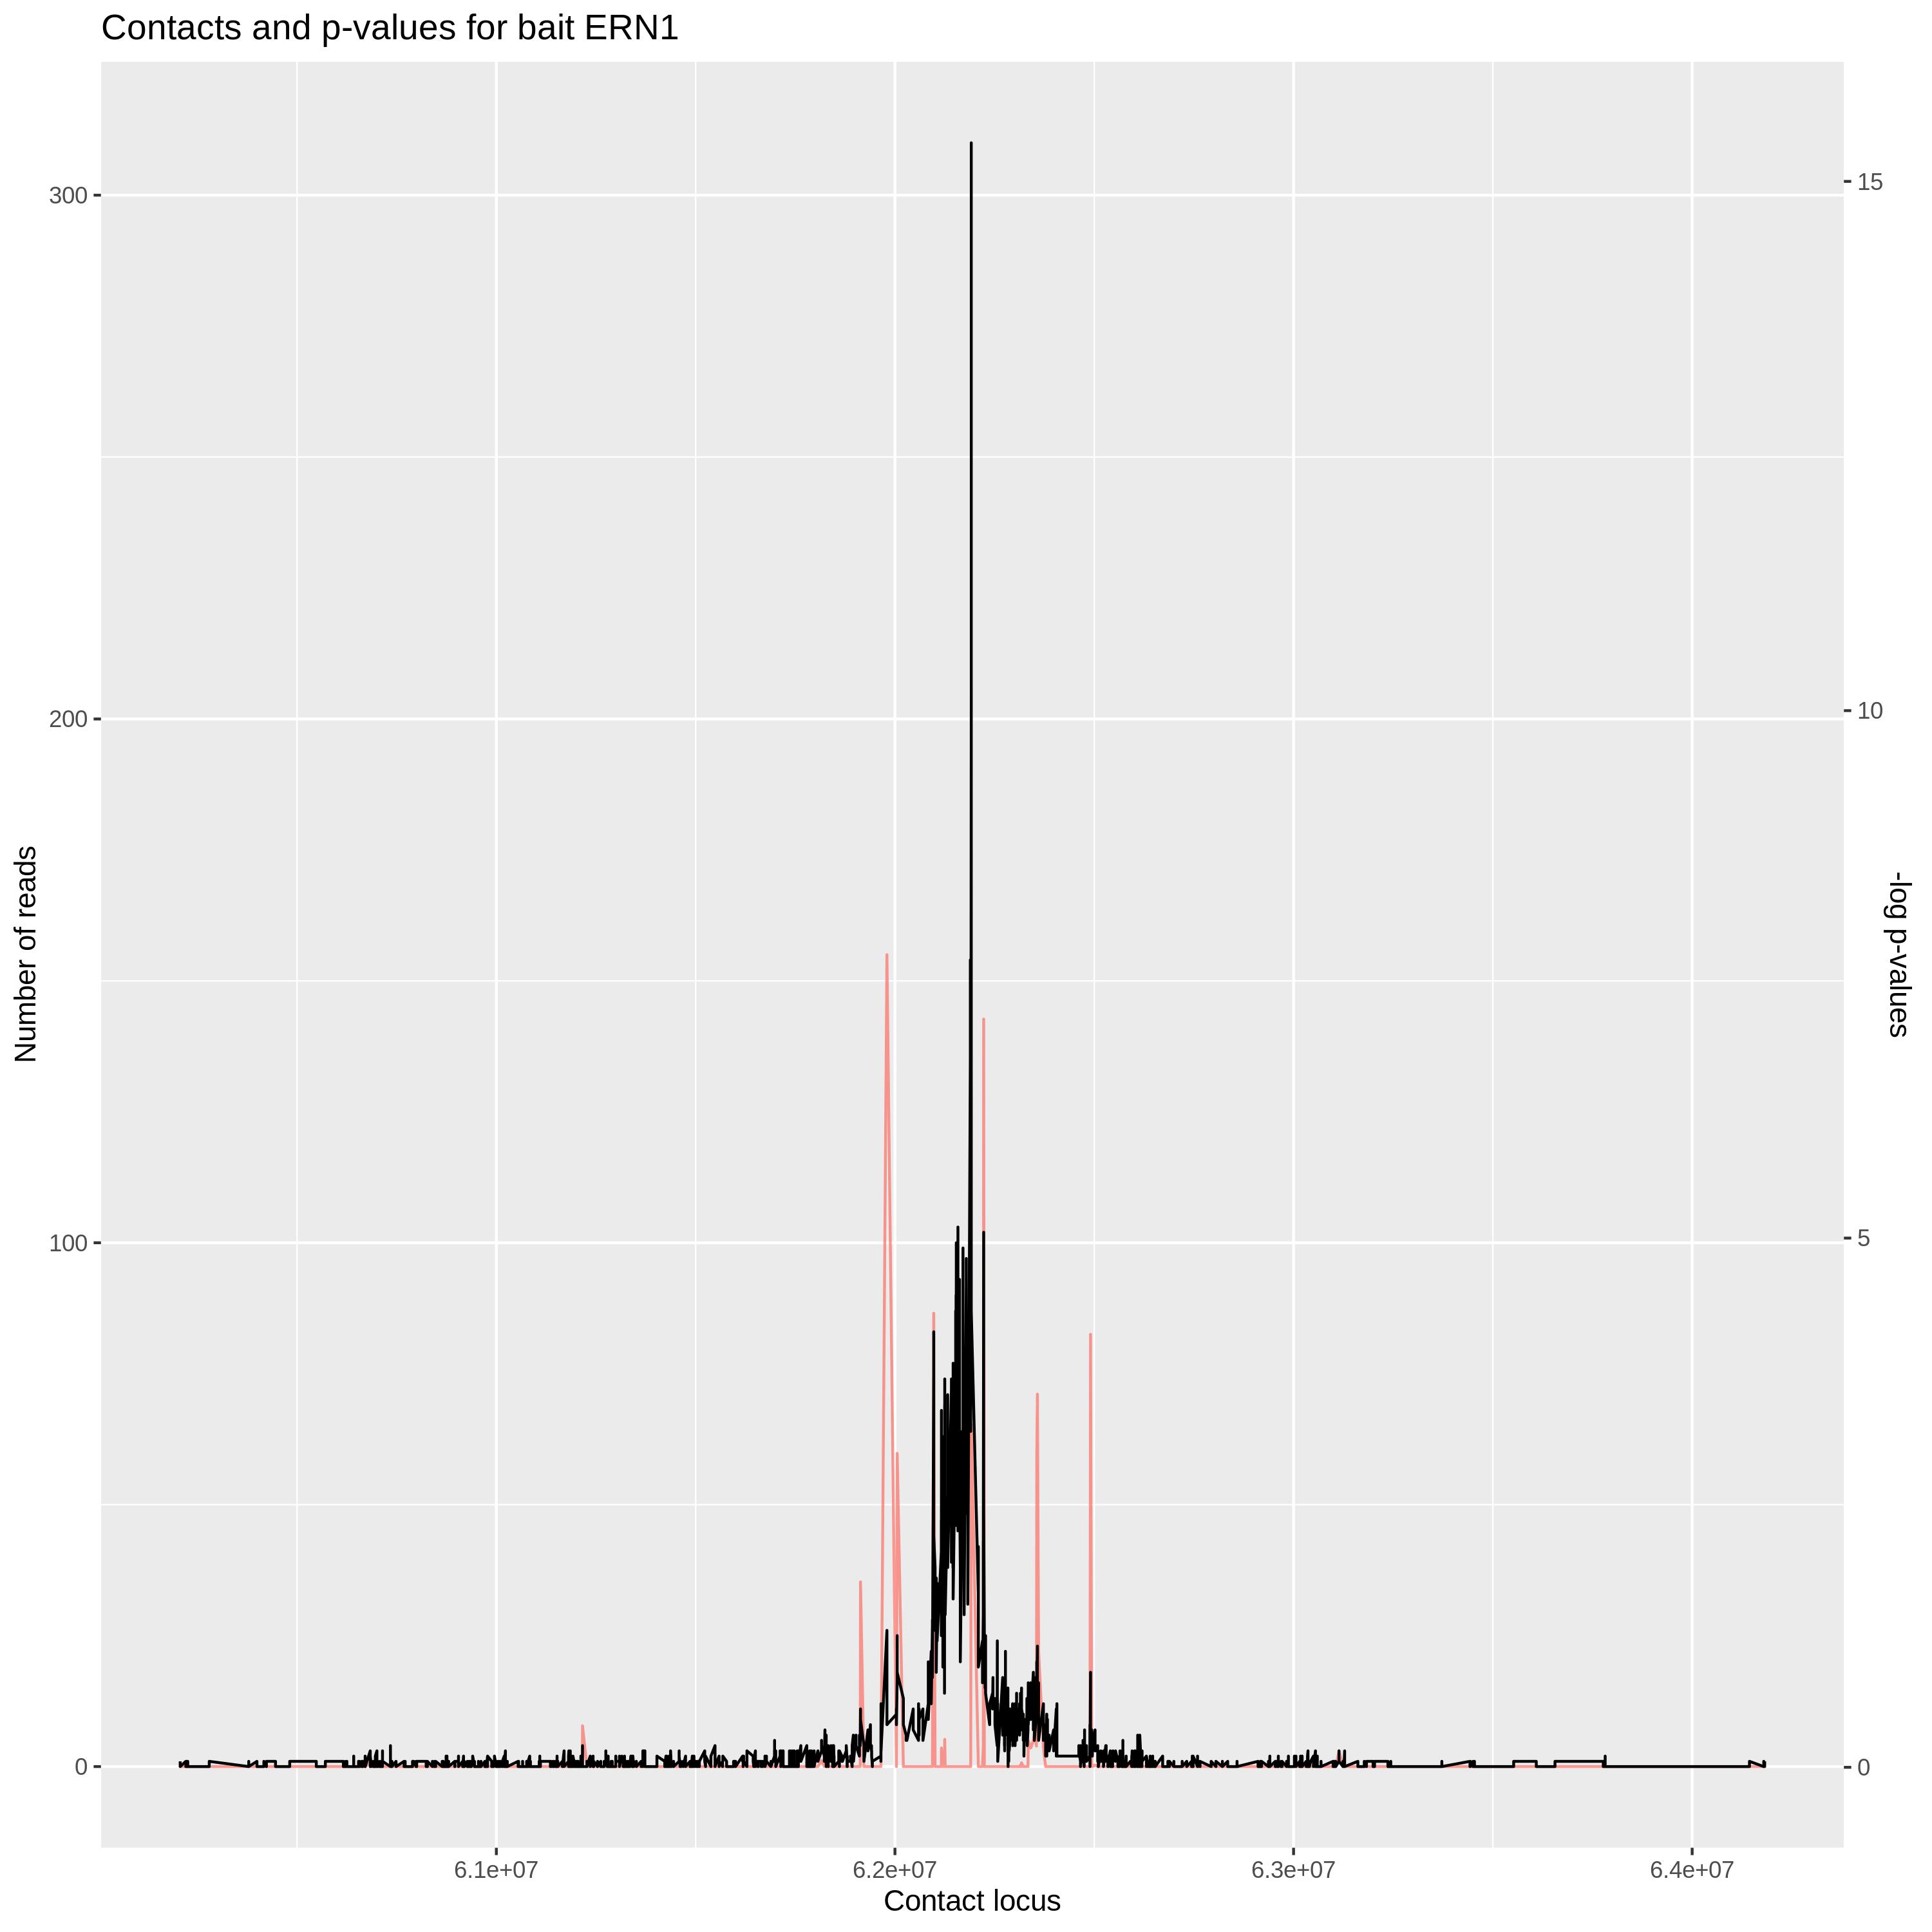 Contacts and p-values for bait ERN1
300
200
100
0
Number of reads
15
10
5
0
-log p-values
6.1e+07 6.2e+07 6.3e+07 6.4e+07
Contact locus